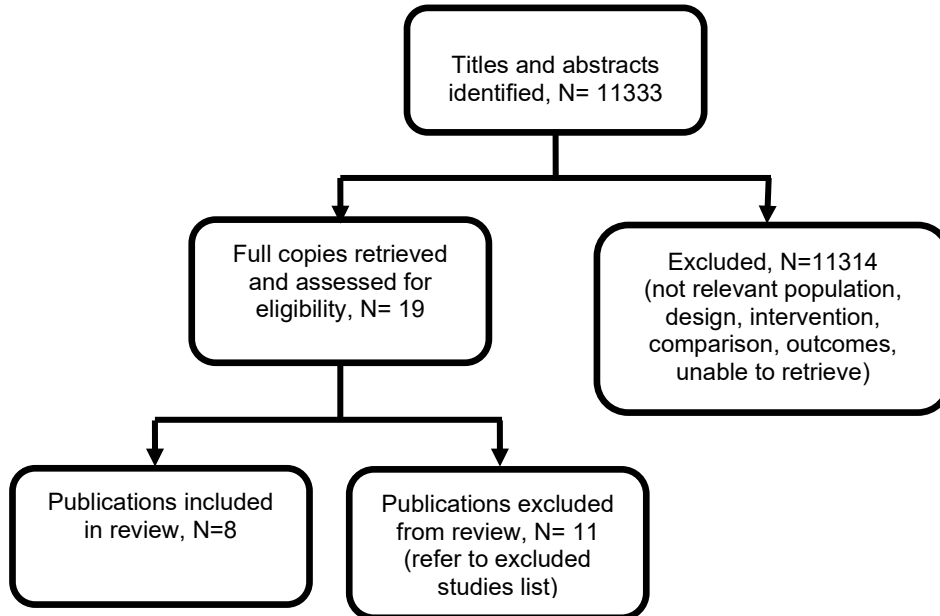 Titles and abstracts
identified, N= 11333
Full copies retrieved
and assessed for
eligibility, N= 19
Excluded, N=11314
(not relevant population,
design, intervention,
comparison, outcomes,
unable to retrieve)
Publications included
in review, N=8
Publications excluded
from review, N= 11
(refer to excluded
studies list)